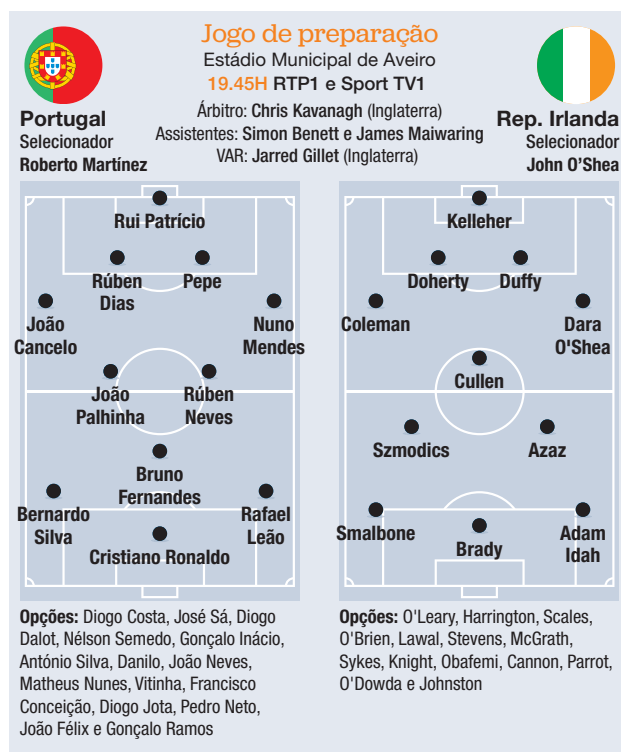 Jogo de preparação
Estádio Municipal de Aveiro
19.45H RTP1 e Sport TV1
Árbitro: Chris Kavanagh (Inglaterra)
Assistentes: Simon Benett e James Maiwaring
VAR: Jarred Gillet (Inglaterra)
Portugal
Selecionador
Roberto Martínez
Rep. Irlanda
Selecionador
John O’Shea
Rui Patrício
Rúben
Dias
Pepe
João
Cancelo
Nuno
Mendes
João
Palhinha
Rúben
Neves
Bruno
Fernandes
Bernardo
Silva
Rafael
Leão
Cristiano Ronaldo
Opções: Diogo Costa, José Sá, Diogo
Dalot, Nélson Semedo, Gonçalo Inácio,
António Silva, Danilo, João Neves,
Matheus Nunes, Vitinha, Francisco
Conceição, Diogo Jota, Pedro Neto,
João Félix e Gonçalo Ramos
Kelleher
Doherty
Duffy
Coleman
Dara
O'Shea
Cullen
Szmodics
Azaz
Smalbone
Brady
Adam
Idah
Opções: O'Leary, Harrington, Scales,
O'Brien, Lawal, Stevens, McGrath,
Sykes, Knight, Obafemi, Cannon, Parrot,
O'Dowda e Johnston